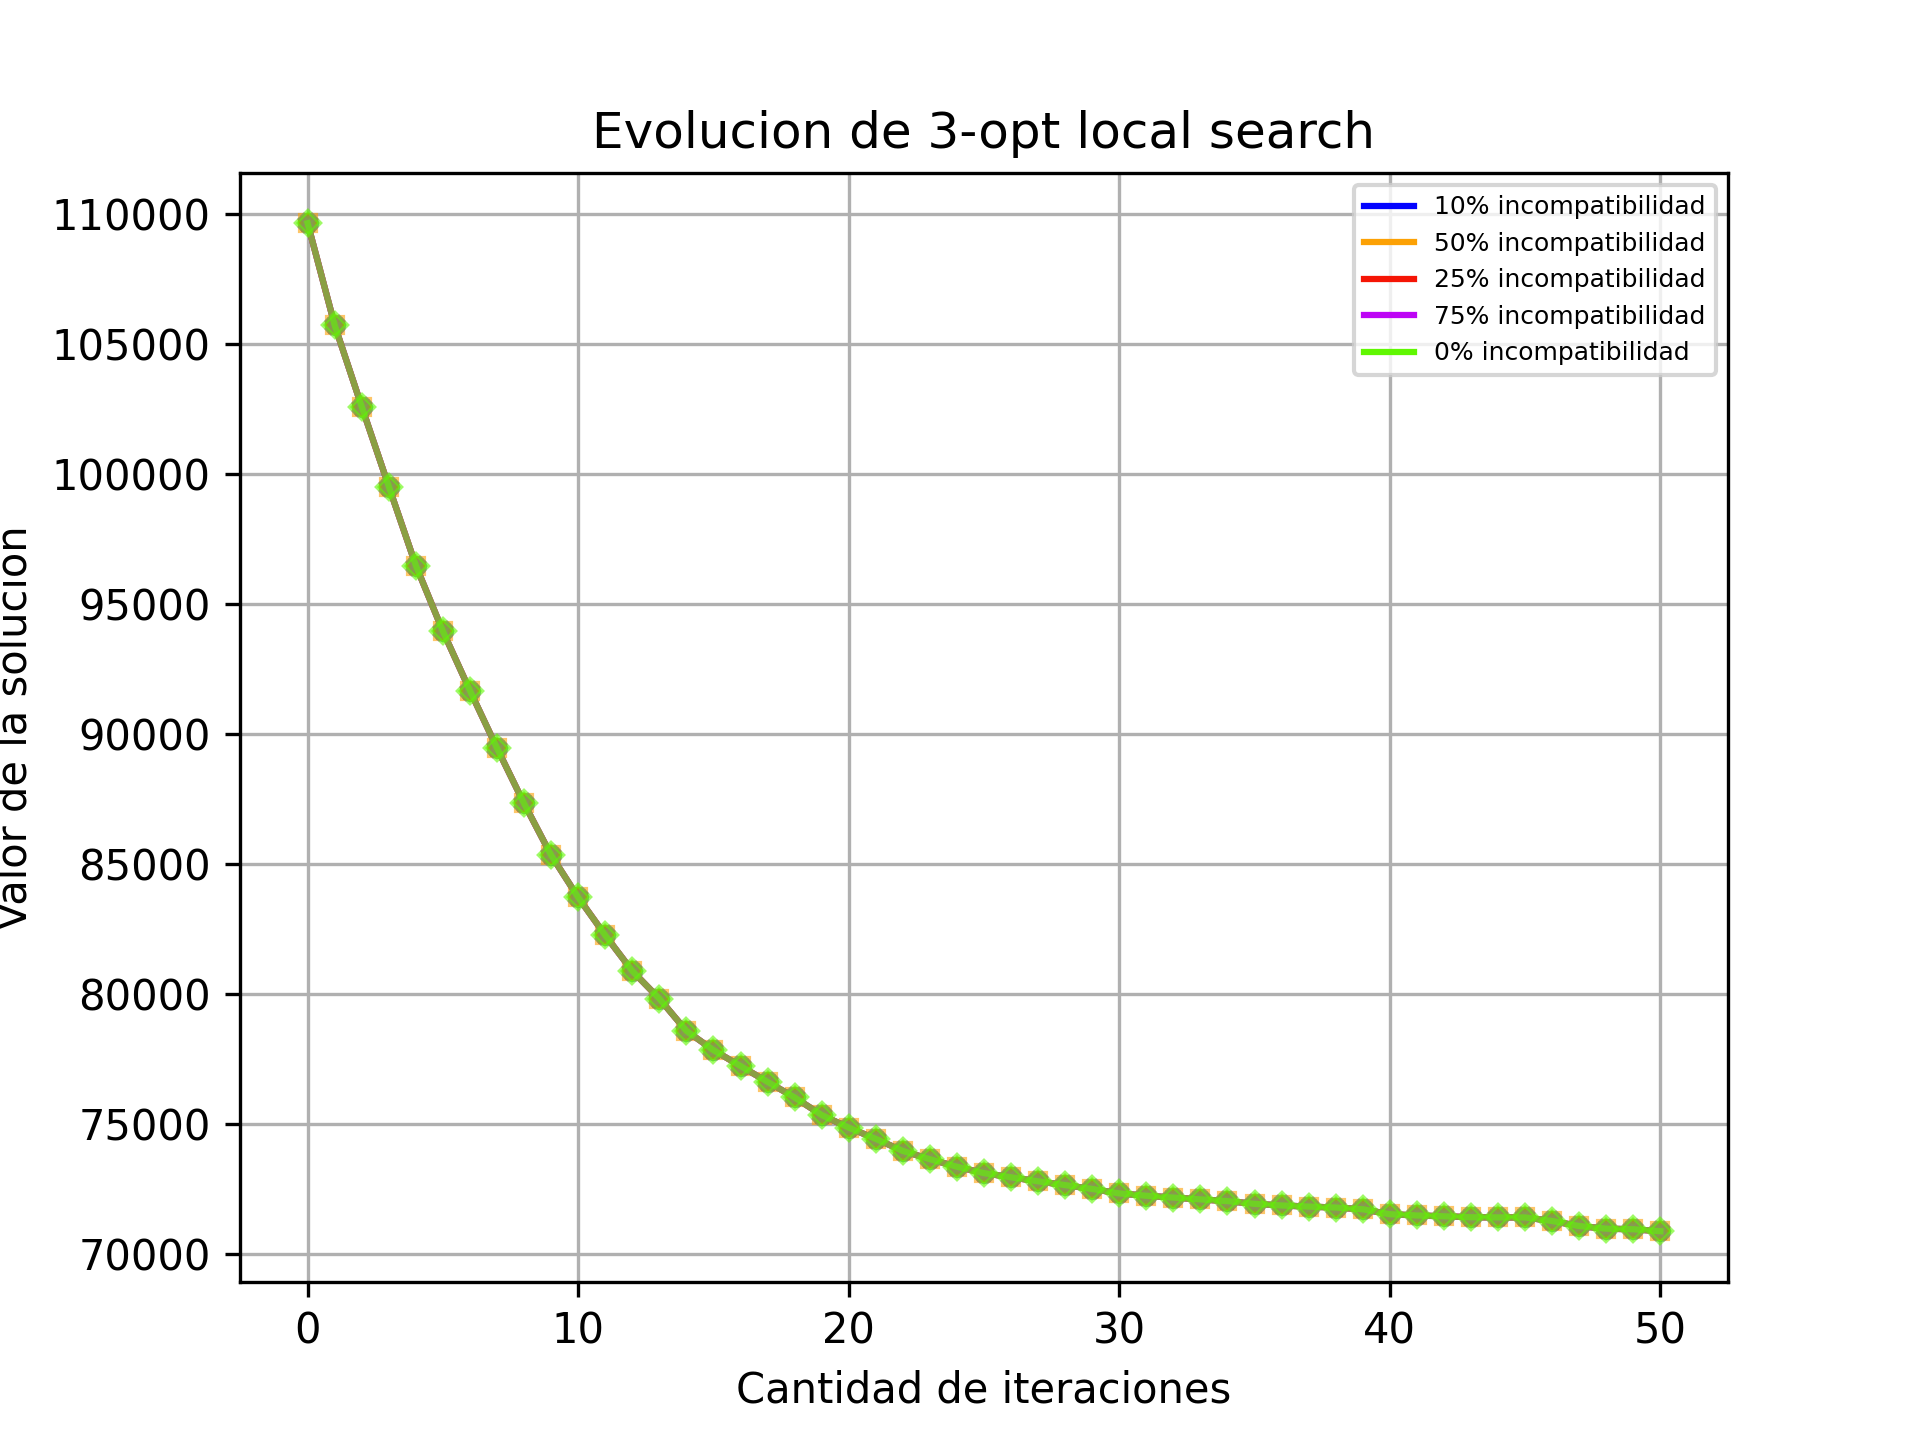 Evolucion de 3-opt local search
110000
105000
100000
95000
90000
85000
80000
75000
70000
Valor de la solucion
10% incompatibilidad
50% incompatibilidad
25% incompatibilidad
75% incompatibilidad
0% incompatibilidad
0 10 20 30 40 50
Cantidad de iteraciones